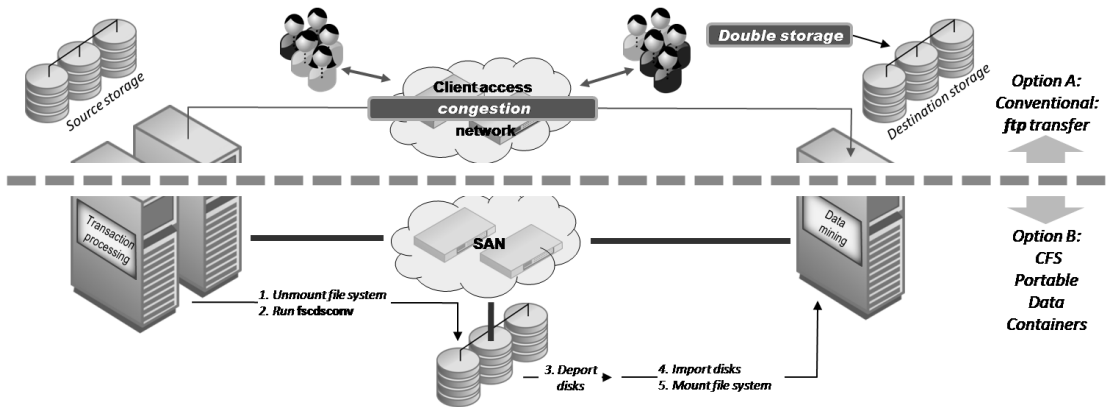 Source storage
Double storage
Destination storage
Client access
congestion
network
Option A:
Conventional:
ftp transfer
Transaction
processing
SAN
Data
mining
Option B:
CFS
Portable
Data
Containers
1. Unmount file system
2. Run fscdsconv
3. Deport
disks
4. Import disks
5. Mount file system